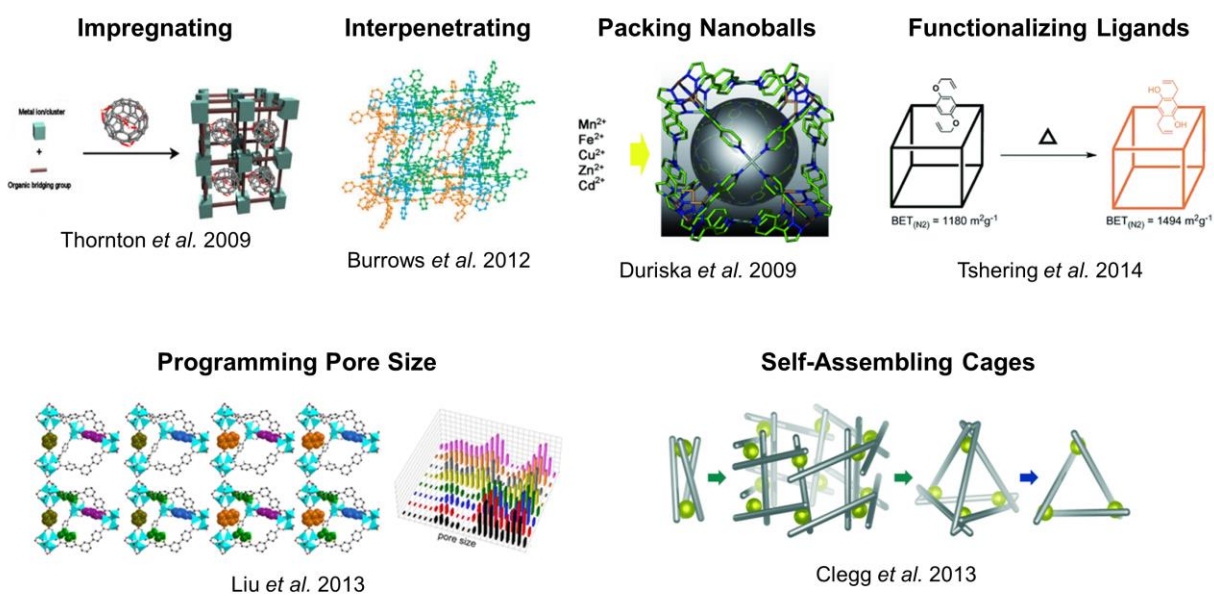 Impregnating
Metal ion/cluster
+
Organic bridging group
Thornton et al. 2009
Interpenetrating
Burrows et al. 2012
Packing Nanoballs
Mn²⁺
Fe²⁺
Cu²⁺
Zn²⁺
Cd²⁺
Duriska et al. 2009
Functionalizing Ligands
O
O
BET(N2) = 1180 m²g⁻¹
Δ
HO
OH
BET(N2) = 1494 m²g⁻¹
Tshering et al. 2014
Programming Pore Size
pore size
Liu et al. 2013
Self-Assembling Cages
Clegg et al. 2013